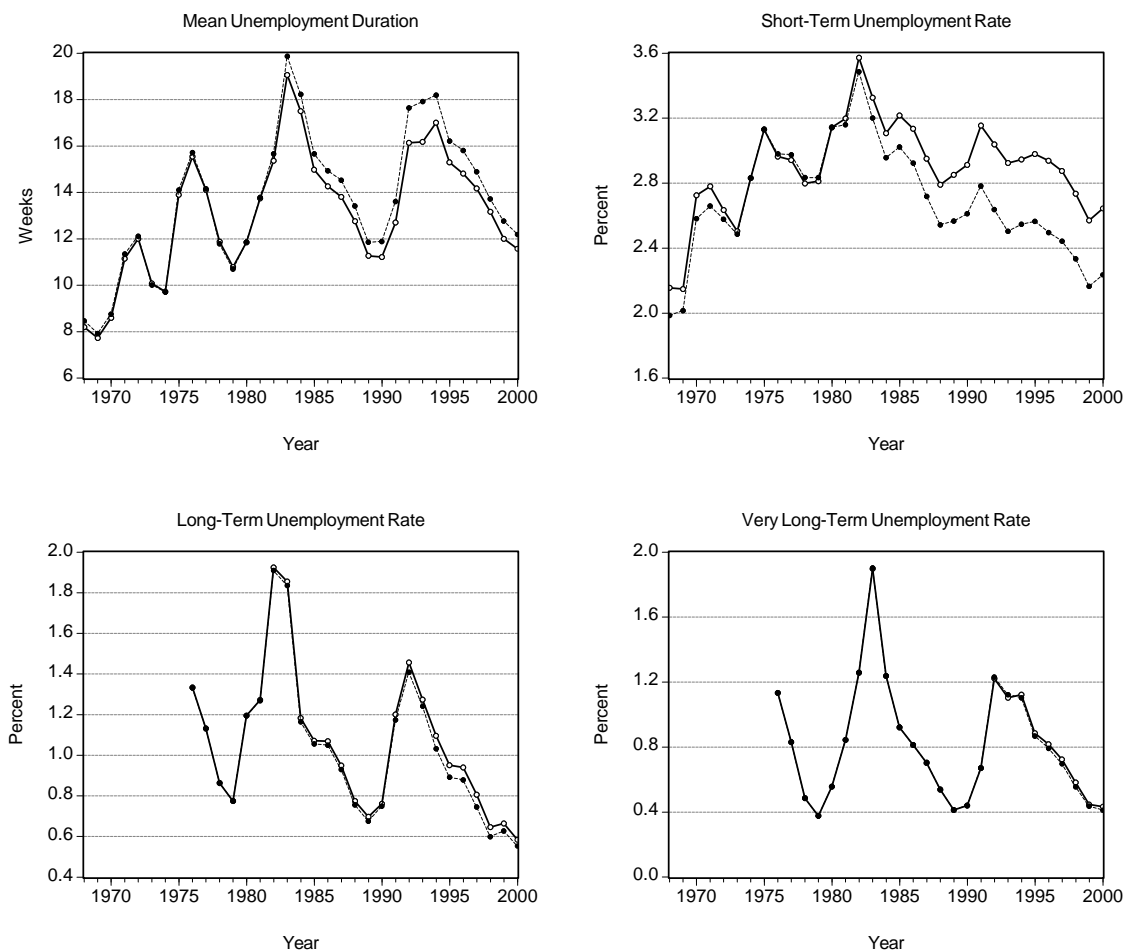 Mean Unemployment Duration
20
18
16
14
12
10
8
6
Weeks
1970 1975 1980 1985 1990 1995 2000
Year
Short-Term Unemployment Rate
3.6
3.2
2.8
2.4
2.0
1.6
Percent
1970 1975 1980 1985 1990 1995 2000
Year
Long-Term Unemployment Rate
2.0
1.8
1.6
1.4
1.2
1.0
0.8
0.6
0.4
Percent
1970 1975 1980 1985 1990 1995 2000
Year
Very Long-Term Unemployment Rate
2.0
1.6
1.2
0.8
0.4
0.0
Percent
1970 1975 1980 1985 1990 1995 2000
Year